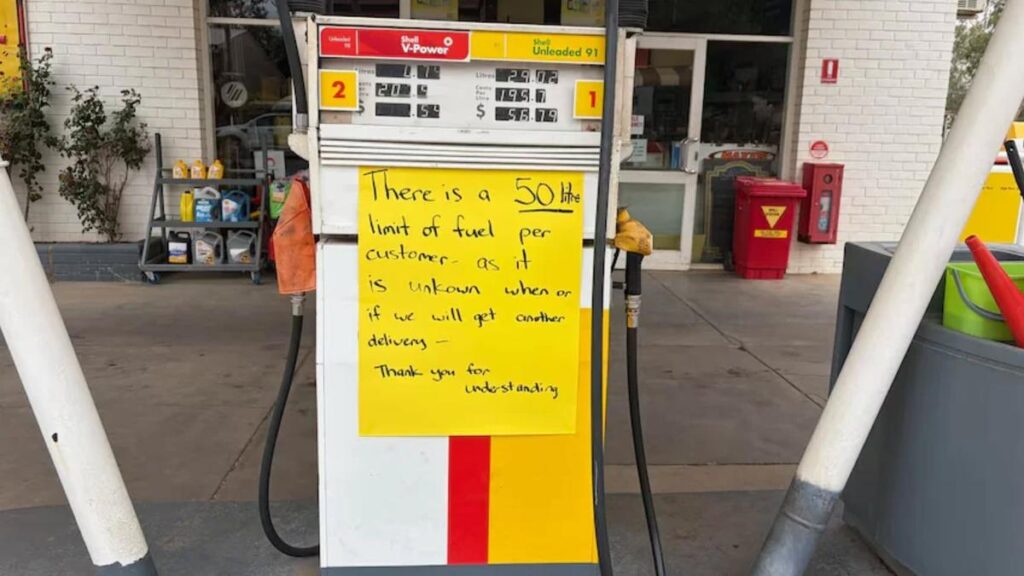 Unleaded 98 Shell V-Power
Shell Unleaded 91
2
1
Litres 29.02
Cents Per Litre 195.7
$ 56.79
There is a 50 litre
limit of fuel per
customer - as it
is unkown when or
if we will get another
delivery -
Thank you for
understanding